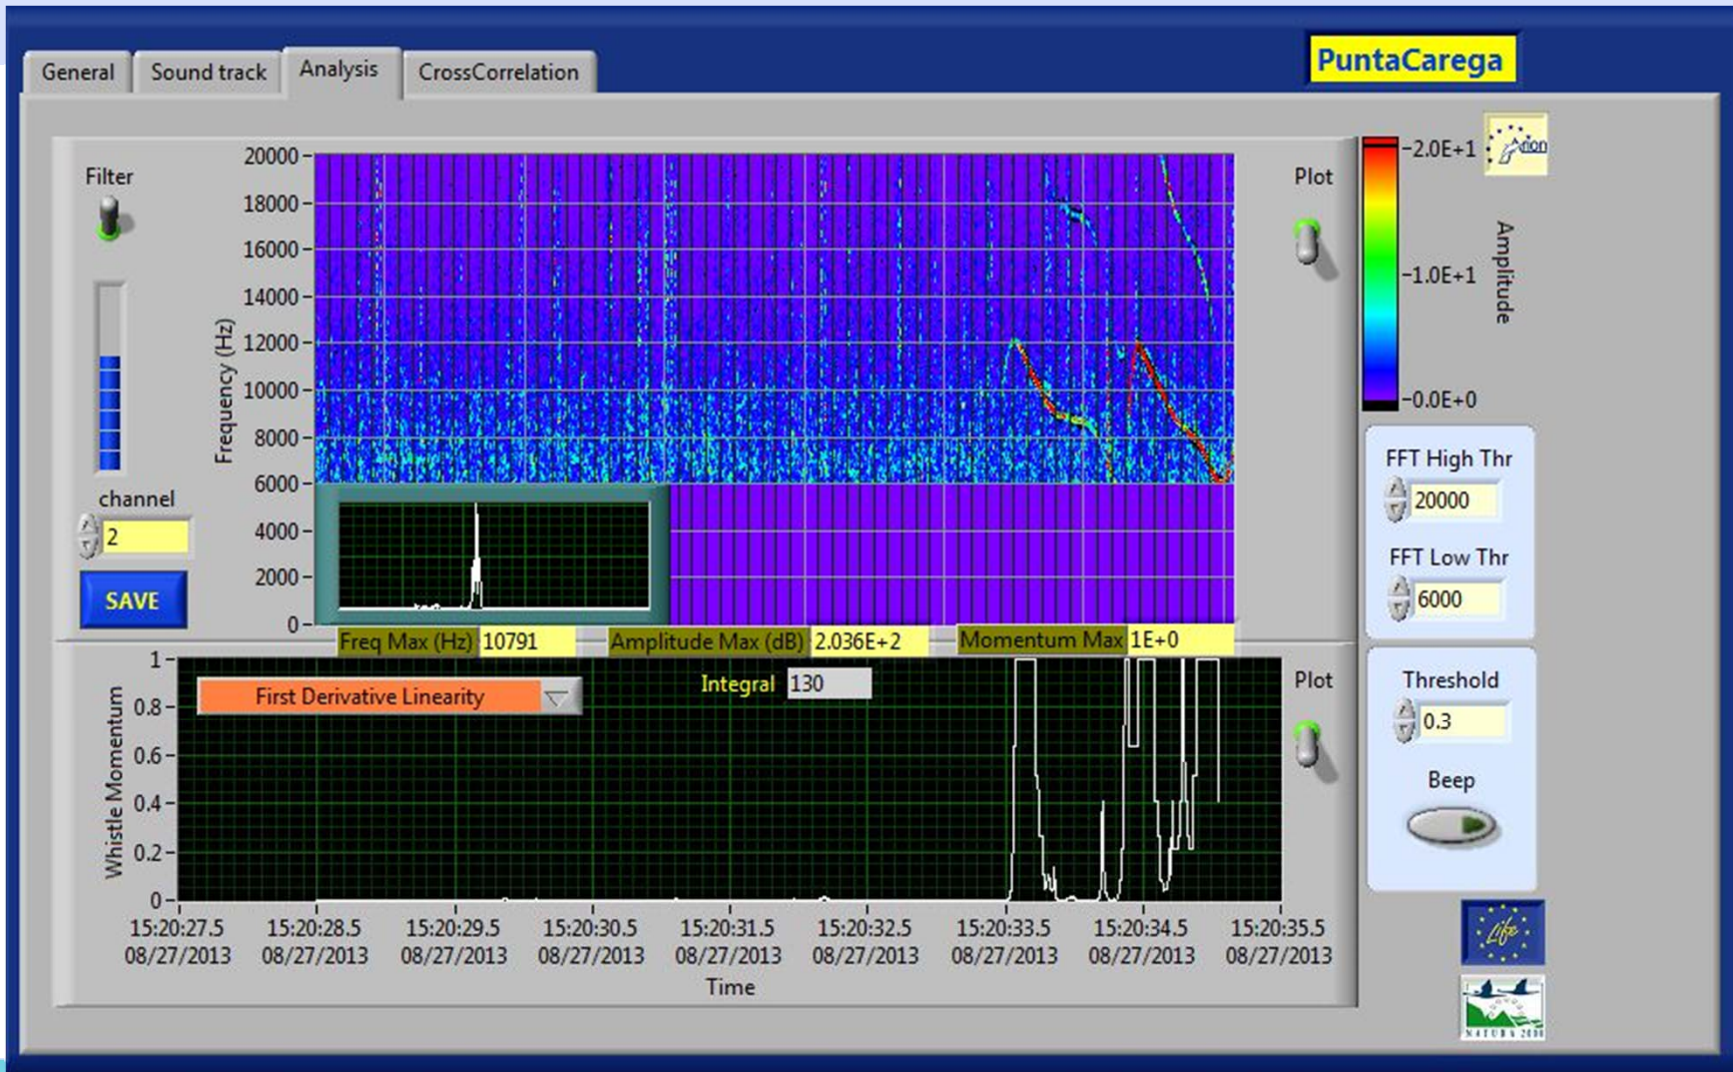 PuntaCarega
General
Sound track
Analysis
CrossCorrelation
Filter
channel
2
SAVE
Frequency (Hz)
20000
18000
16000
14000
12000
10000
8000
6000
4000
2000
0
Plot
2.0E+1
1.0E+1
0.0E+0
Amplitude
Arion
FFT High Thr
20000
FFT Low Thr
6000
Freq Max (Hz) 10791
Amplitude Max (dB) 2.036E+2
Momentum Max 1E+0
First Derivative Linearity
Integral 130
Whistle Momentum
1
0.8
0.6
0.4
0.2
0
Plot
Threshold
0.3
Beep
15:20:27.5 15:20:28.5 15:20:29.5 15:20:30.5 15:20:31.5 15:20:32.5 15:20:33.5 15:20:34.5 15:20:35.5
08/27/2013 08/27/2013 08/27/2013 08/27/2013 08/27/2013 08/27/2013 08/27/2013 08/27/2013 08/27/2013
Time
Life
NATURA 2000